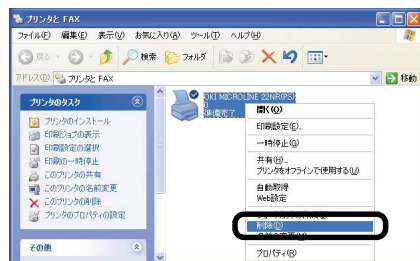 プリンタと FAX
ファイル(F) 編集(E) 表示(V) お気に入り(A) ツール(T) ヘルプ(H)
戻る 検索 フォルダ
アドレス(D) プリンタと FAX 移動
プリンタのタスク
プリンタのインストール
印刷ジョブの表示
印刷設定の選択
印刷の一時停止
このプリンタの共有
このプリンタの名前変更
このプリンタの削除
プリンタのプロパティの設定
その他
OKI MICROLINE 22NR(PS)
0
準備完了
開く(O)
印刷設定(E)...
一時停止(G)
共有(H)...
プリンタをオフラインで使用する(U)
自動取得
Web設定
削除(D)
プロパティ(R)